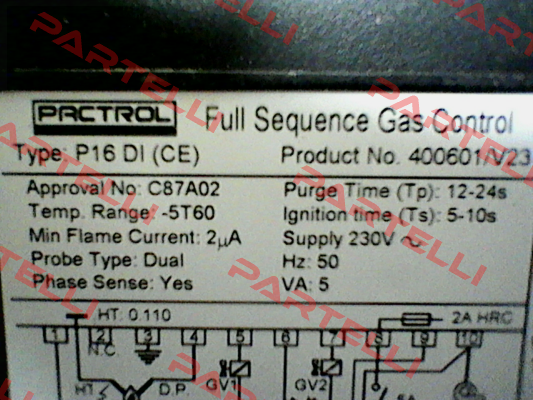 PACTROL Full Sequence Gas Control
Type: P16 DI (CE) Product No. 400601/V23
Approval No: C87A02 Purge Time (Tp): 12-24s
Temp. Range: -5T60 Ignition time (Ts): 5-10s
Min Flame Current: 2µA Supply 230V ~
Probe Type: Dual Hz: 50
Phase Sense: Yes VA: 5
HT: 0.110 2A HRC
1 2 3 4 5 6 7 8 9 10
N.C.
HT D.P. GV1 GV2
PARTELLI
PARTELLI
PARTELLI
PARTELLI
PARTELLI
PARTELLI